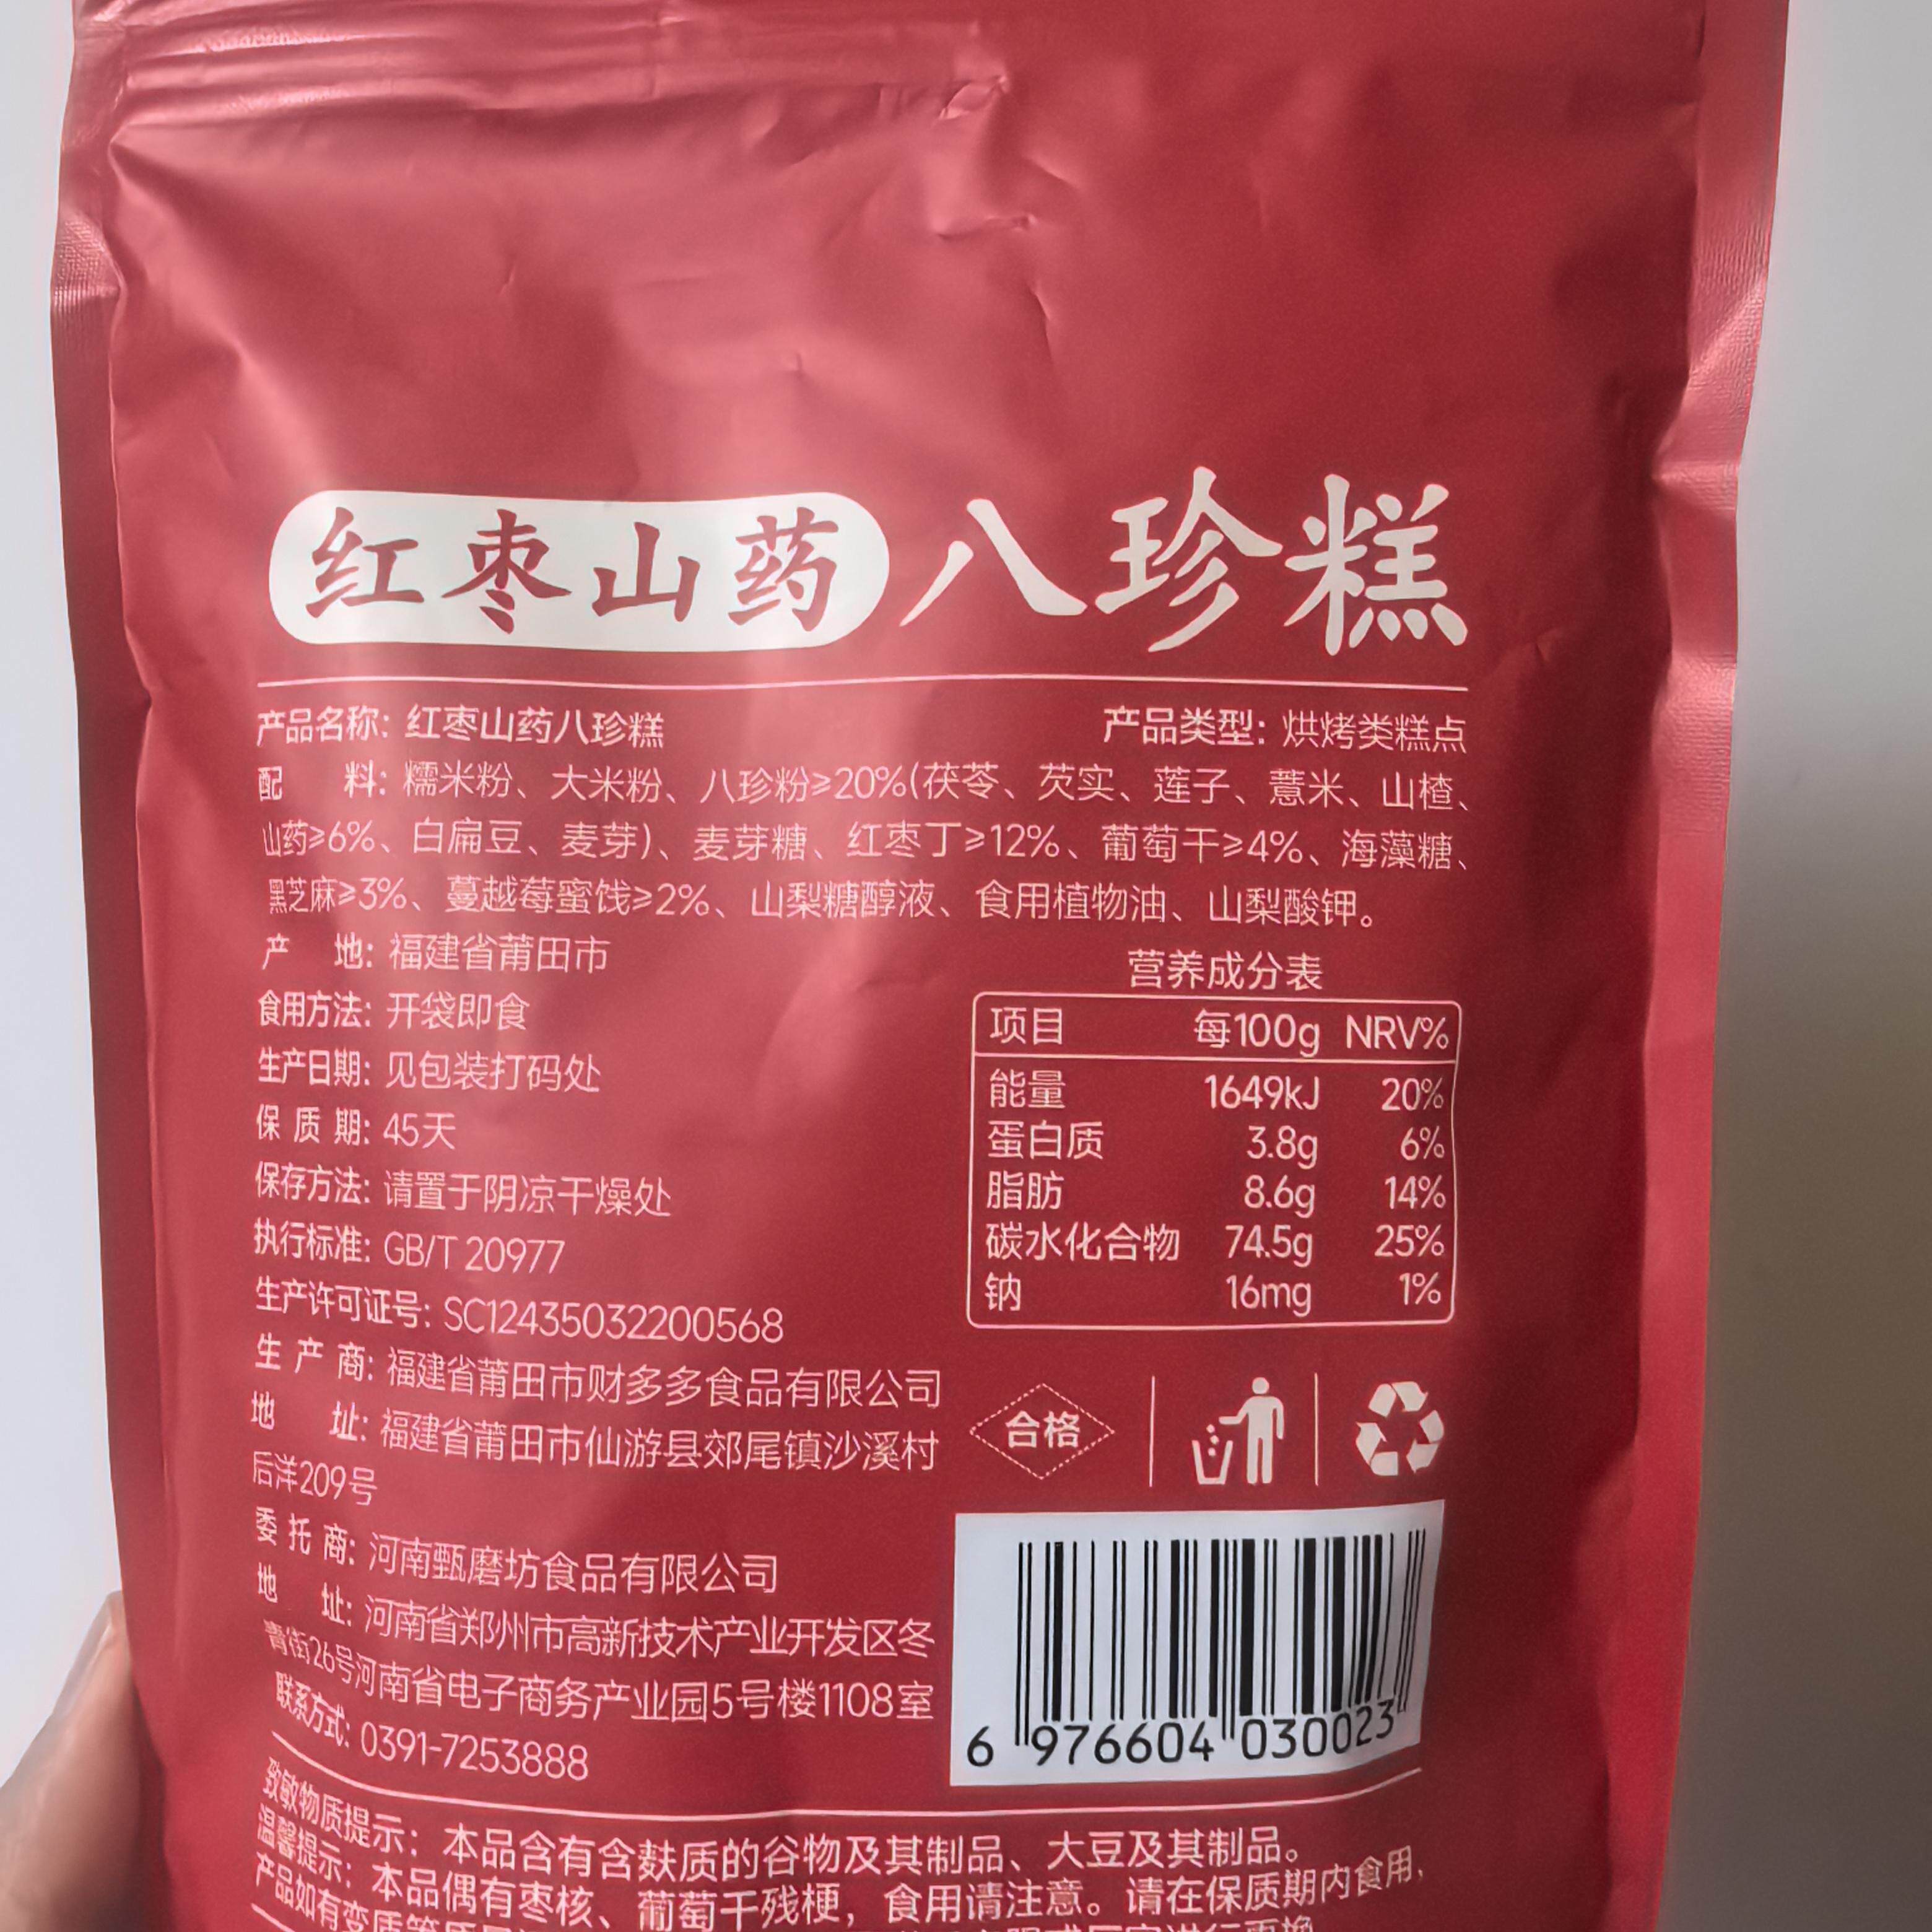 红枣山药 八珍糕
产品名称: 红枣山药八珍糕 产品类型: 烘烤类糕点
配 料: 糯米粉、大米粉、八珍粉≥20%(茯苓、芡实、莲子、薏米、山楂、
山药≥6%、白扁豆、麦芽)、麦芽糖、红枣丁≥12%、葡萄干≥4%、海藻糖、
黑芝麻≥3%、蔓越莓蜜饯≥2%、山梨糖醇液、食用植物油、山梨酸钾。
产 地: 福建省莆田市
食用方法: 开袋即食
生产日期: 见包装打码处
保 质 期: 45天
保存方法: 请置于阴凉干燥处
执行标准: GB/T 20977
生产许可证号: SC12435032200568
生 产 商: 福建省莆田市财多多食品有限公司
地 址: 福建省莆田市仙游县郊尾镇沙溪村
后洋209号
委 托 商: 河南甄磨坊食品有限公司
地 址: 河南省郑州市高新技术产业开发区冬
青街26号河南省电子商务产业园5号楼1108室
联系方式: 0391-7253888
营养成分表
项目 每100g NRV%
能量 1649kJ 20%
蛋白质 3.8g 6%
脂肪 8.6g 14%
碳水化合物 74.5g 25%
钠 16mg 1%
合格
6 976604 030023
致敏物质提示: 本品含有含麸质的谷物及其制品、大豆及其制品。
温馨提示: 本品偶有枣核、葡萄干残梗，食用请注意。请在保质期内食用,
产品如有变质等质